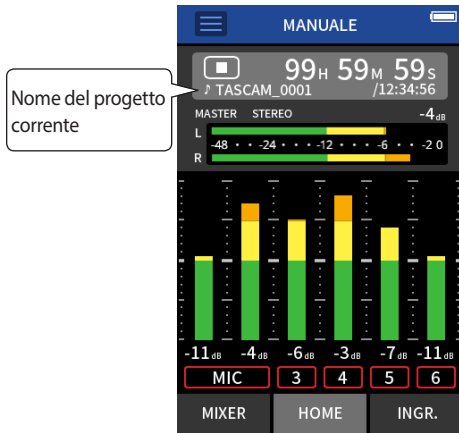 MANUALE
99H 59M 59S
♪ TASCAM_0001 /12:34:56
Nome del progetto
corrente
MASTER STEREO -4dB
L
-48 • • -24 • • • -12 • • • -6 • • -2 0
R
-11dB -4dB -6dB -3dB -7dB -11dB
MIC 3 4 5 6
MIXER HOME INGR.